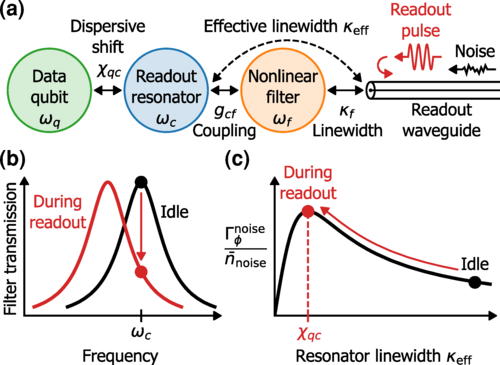 (a)
Dispersive
shift
χqc
Effective linewidth κeff
Readout
pulse
Noise
Data
qubit
ωq
Readout
resonator
ωc
gcf
Coupling
Nonlinear
filter
ωf
κf
Linewidth
Readout
waveguide
(b)
During
readout
Idle
Filter transmission
ωc
Frequency
(c)
During
readout
Γϕnoise
n̄noise
Idle
χqc
Resonator linewidth κeff